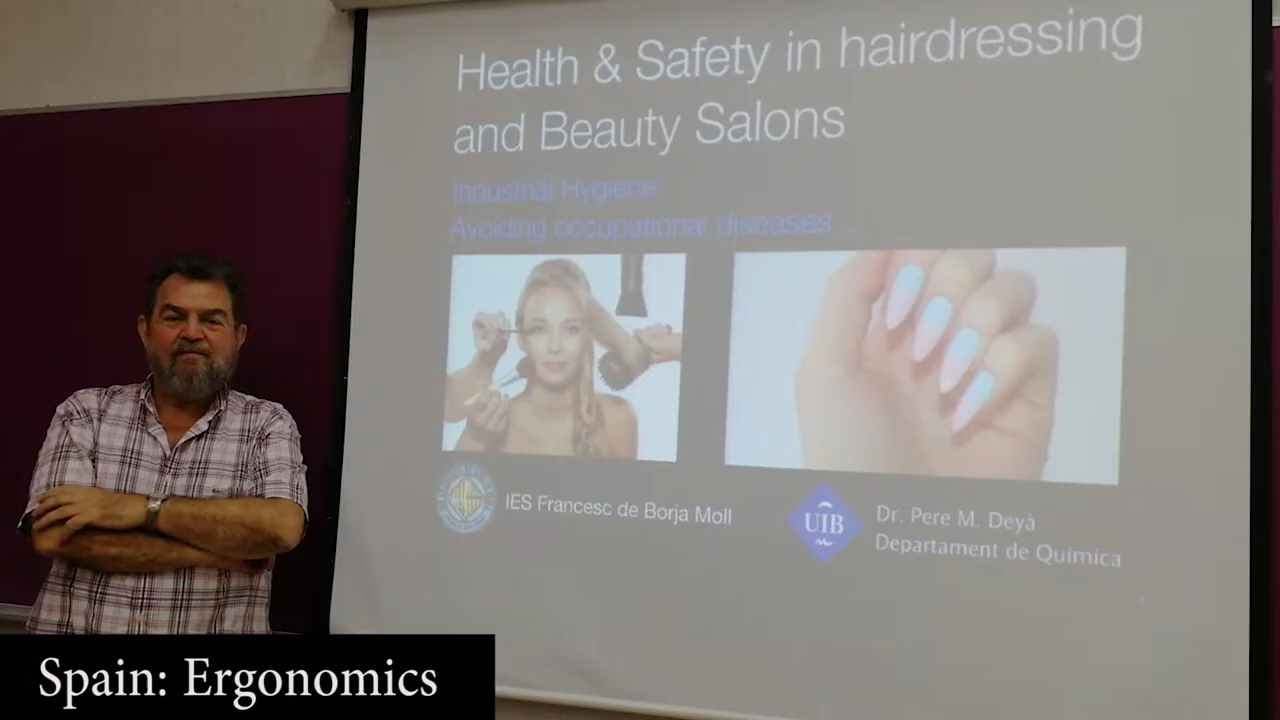 Health & Safety in hairdressing
and Beauty Salons
Industrial Hygiene
Avoiding occupational diseases ...
IES Francesc de Borja Moll
UIB
Dr. Pere M. Deyà
Departament de Química
Spain: Ergonomics